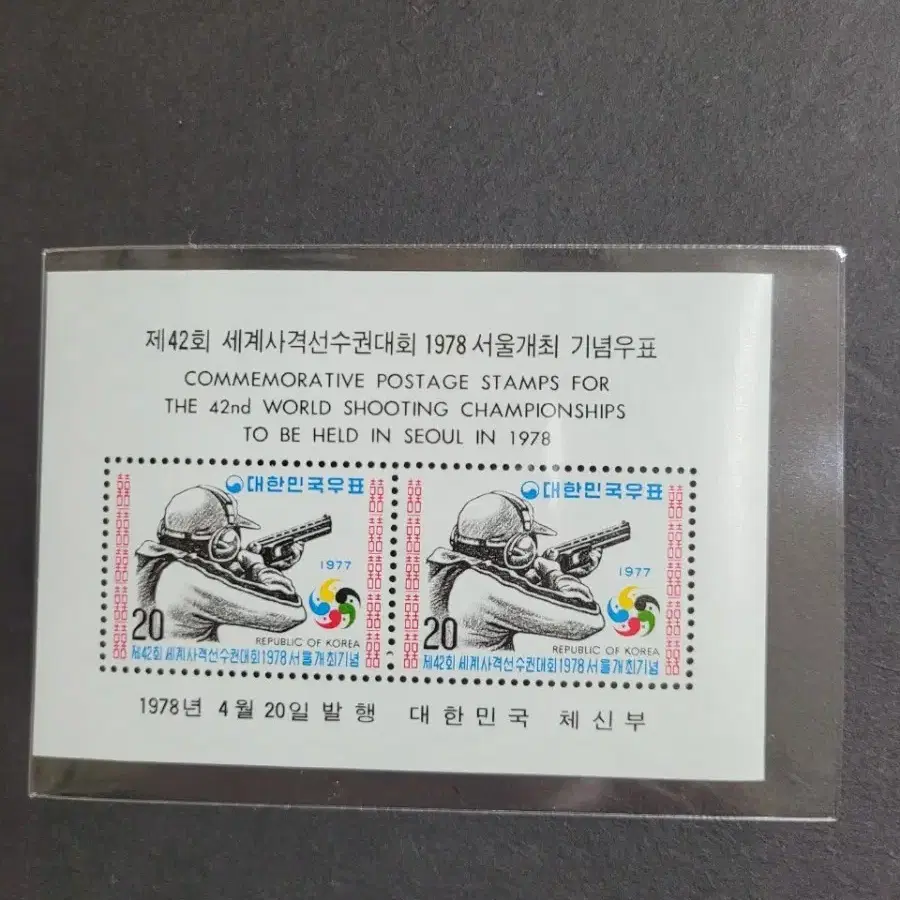 제42회 세계사격선수권대회 1978 서울개최 기념우표
COMMEMORATIVE POSTAGE STAMPS FOR
THE 42nd WORLD SHOOTING CHAMPIONSHIPS
TO BE HELD IN SEOUL IN 1978
대한민국우표
1977
20
REPUBLIC OF KOREA
제42회 세계사격선수권대회 1978 서울개최기념
대한민국우표
1977
20
REPUBLIC OF KOREA
제42회 세계사격선수권대회 1978 서울개최기념
1978년 4월 20일 발행 대한민국 체신부